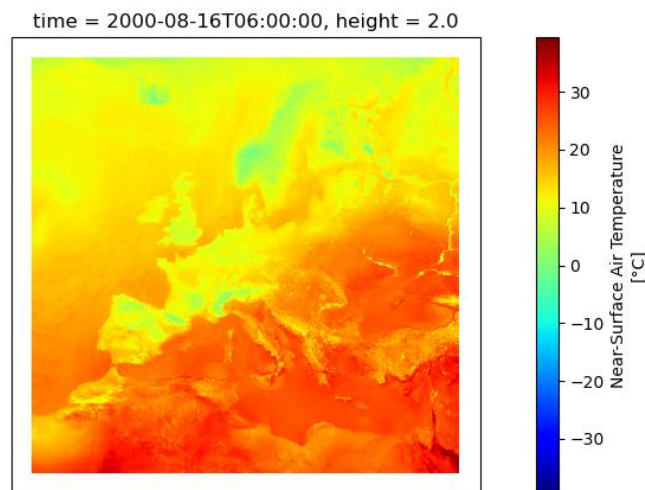 time = 2000-08-16T06:00:00, height = 2.0
30
20
10
0
−10
−20
−30
Near-Surface Air Temperature
[°C]